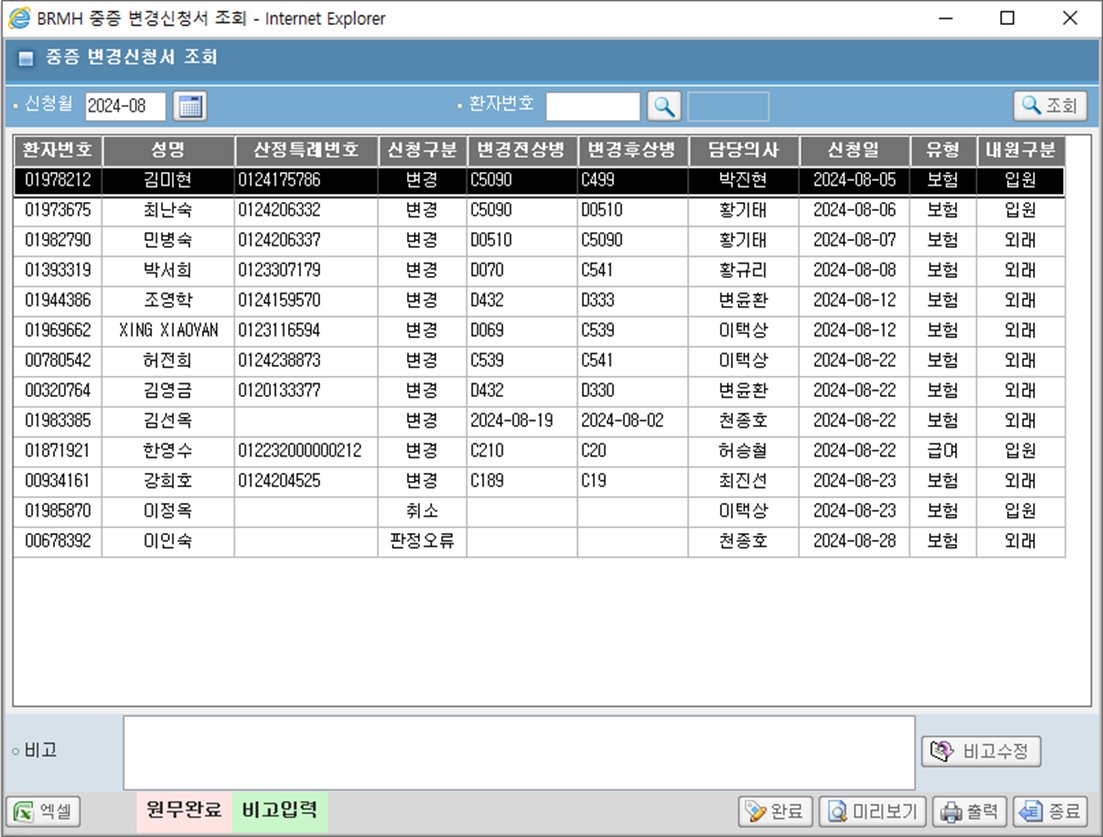 BRMH 중증 변경신청서 조회 - Internet Explorer
중증 변경신청서 조회
신청월 2024-08 환자번호 조회
환자번호 성명 산정특례번호 신청구분 변경전상병 변경후상병 담당의사 신청일 유형 내원구분
01978212 김미현 0124175786 변경 C5090 C499 박진현 2024-08-05 보험 입원
01973675 최난숙 0124206332 변경 C5090 D0510 황기태 2024-08-06 보험 입원
01982790 민병숙 0124206337 변경 D0510 C5090 황기태 2024-08-07 보험 외래
01393319 박서희 0123307179 변경 D070 C541 황규리 2024-08-08 보험 외래
01944386 조영학 0124159570 변경 D432 D333 변윤환 2024-08-12 보험 외래
01969662 XING XIAOYAN 0123116594 변경 D069 C539 이택상 2024-08-12 보험 외래
00780542 허전희 0124238873 변경 C539 C541 이택상 2024-08-22 보험 외래
00320764 김영금 0120133377 변경 D432 D330 변윤환 2024-08-22 보험 외래
01983385 김선옥 변경 2024-08-19 2024-08-02 천종호 2024-08-22 보험 외래
01871921 한영수 012232000000212 변경 C210 C20 허승철 2024-08-22 급여 입원
00934161 강희호 0124204525 변경 C189 C19 최진선 2024-08-23 보험 외래
01985870 이정옥 취소 이택상 2024-08-23 보험 입원
00678392 이인숙 판정오류 천종호 2024-08-28 보험 외래
비고 비고수정
엑셀 원무완료 비고입력 완료 미리보기 출력 종료